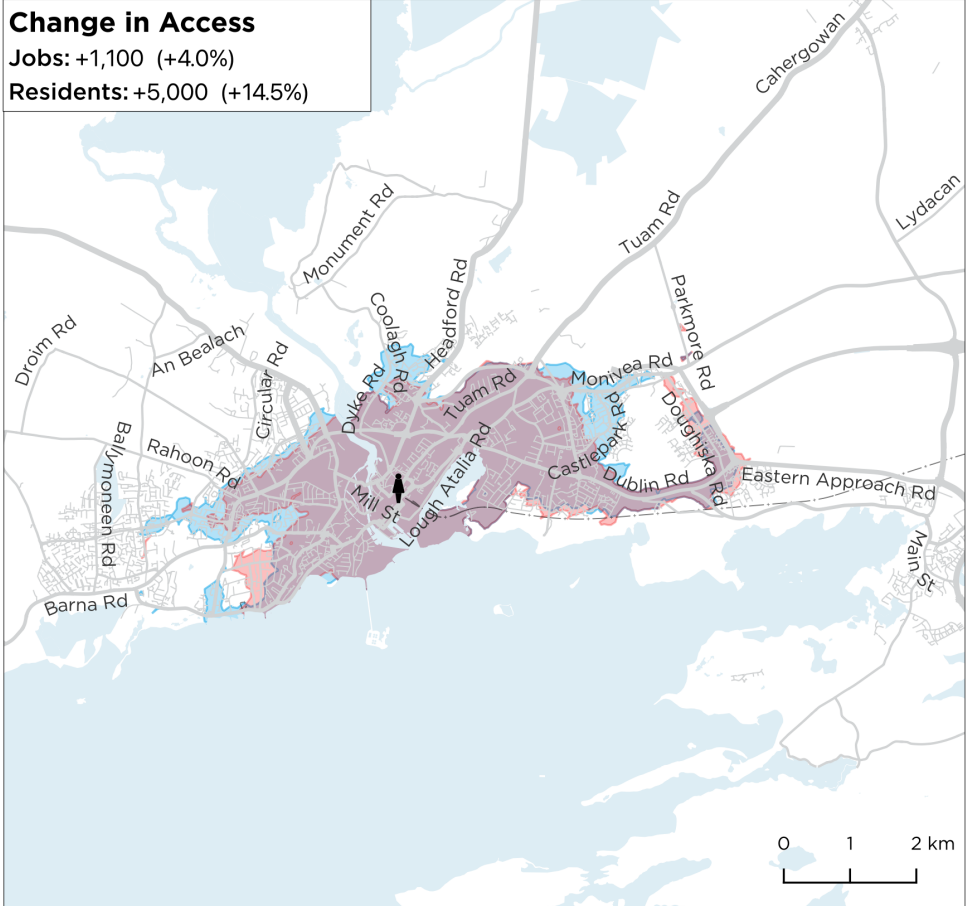 Change in Access
Jobs: +1,100 (+4.0%)
Residents: +5,000 (+14.5%)
Cahergowan
Lydacan
Monument Rd
Tuam Rd
Headford Rd
Parkmore Rd
Coolagh Rd
Droim Rd
An Bealach
Circular Rd
Dyke Rd
Tuam Rd
Monivea Rd
Doughiska Rd
Castlepark Rd
Ballymoneen Rd
Rahoon Rd
Lough Atalia Rd
Mill St
Dublin Rd
Eastern Approach Rd
Main St
Barna Rd
0 1 2 km